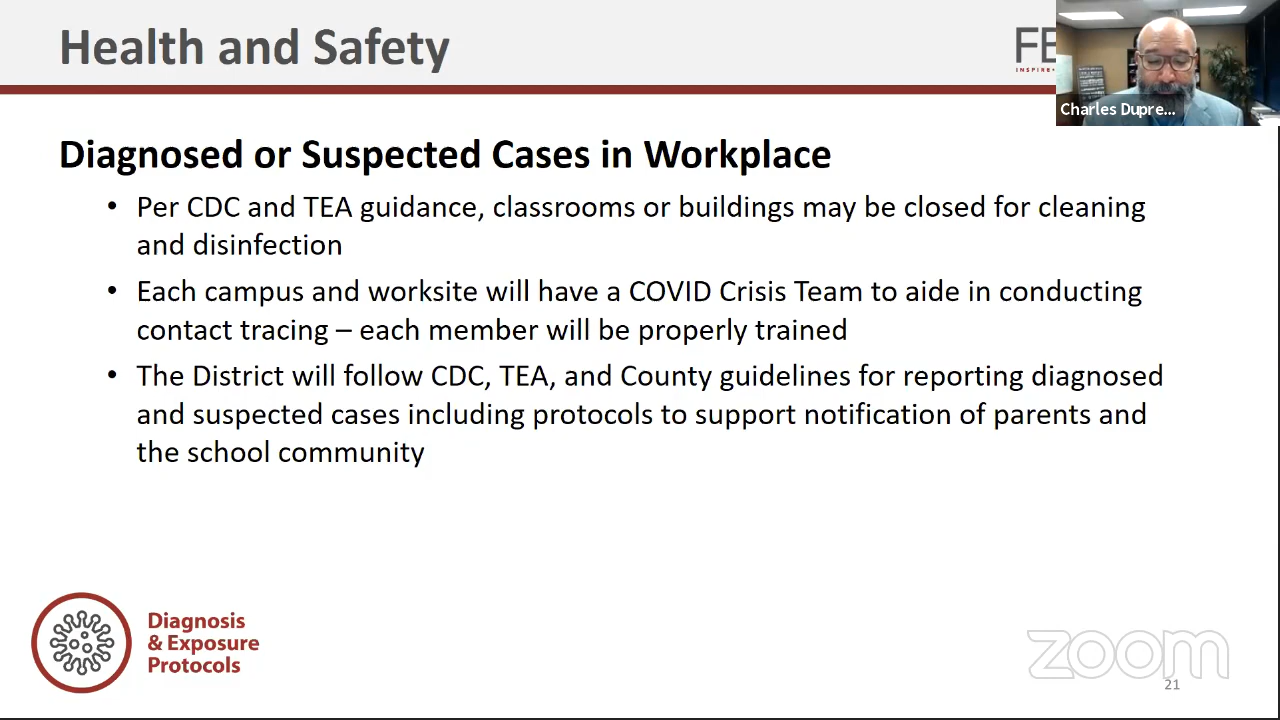 Health and Safety
FE
INSPIRE•
Charles Dupre...
Diagnosed or Suspected Cases in Workplace
• Per CDC and TEA guidance, classrooms or buildings may be closed for cleaning
and disinfection
• Each campus and worksite will have a COVID Crisis Team to aide in conducting
contact tracing – each member will be properly trained
• The District will follow CDC, TEA, and County guidelines for reporting diagnosed
and suspected cases including protocols to support notification of parents and
the school community
Diagnosis
& Exposure
Protocols
zoom
21